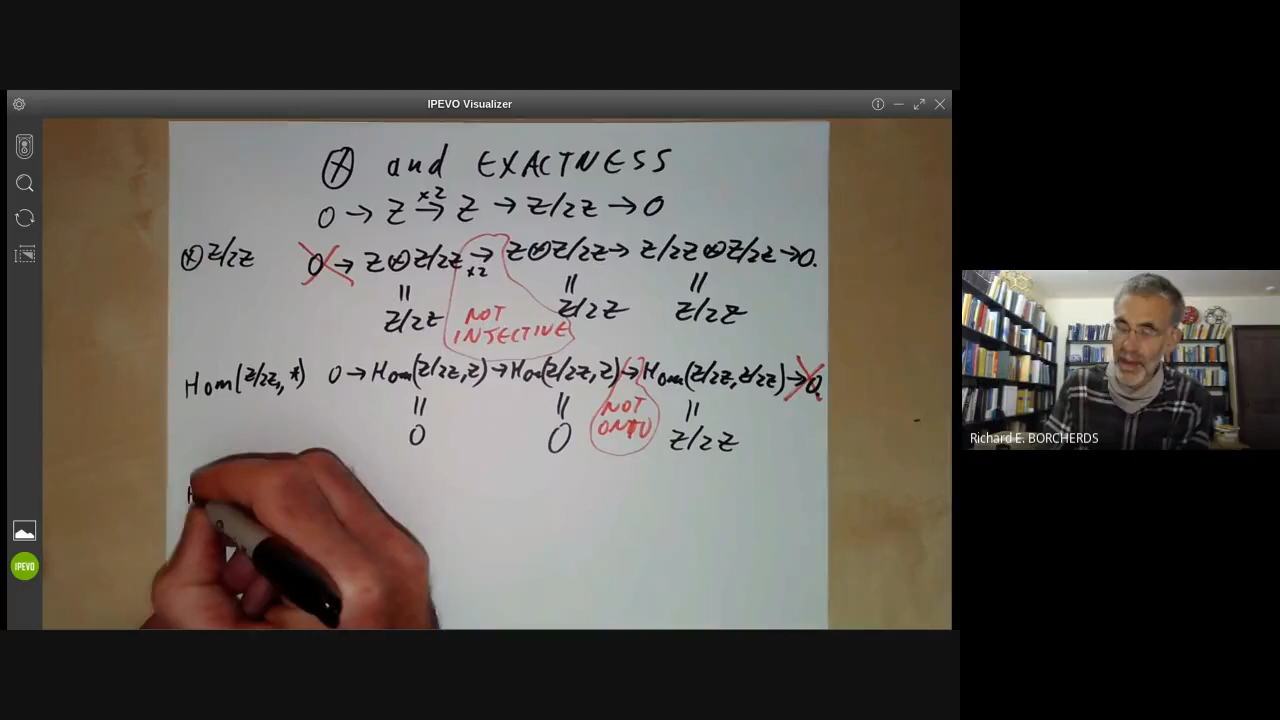 IPEVO Visualizer
⊗ and EXACTNESS
0 → Z →×2 Z → Z/2Z → 0
⊗ Z/2Z 0 → Z⊗Z/2Z →×2 Z⊗Z/2Z → Z/2Z⊗Z/2Z → 0.
= = =
Z/2Z NOT INJECTIVE Z/2Z Z/2Z
Hom(Z/2Z, *) 0 → Hom(Z/2Z, Z) → Hom(Z/2Z, Z) → Hom(Z/2Z, Z/2Z) → 0.
= = NOT ONTO =
0 0 Z/2Z
H
IPEVO
Richard E. BORCHERDS